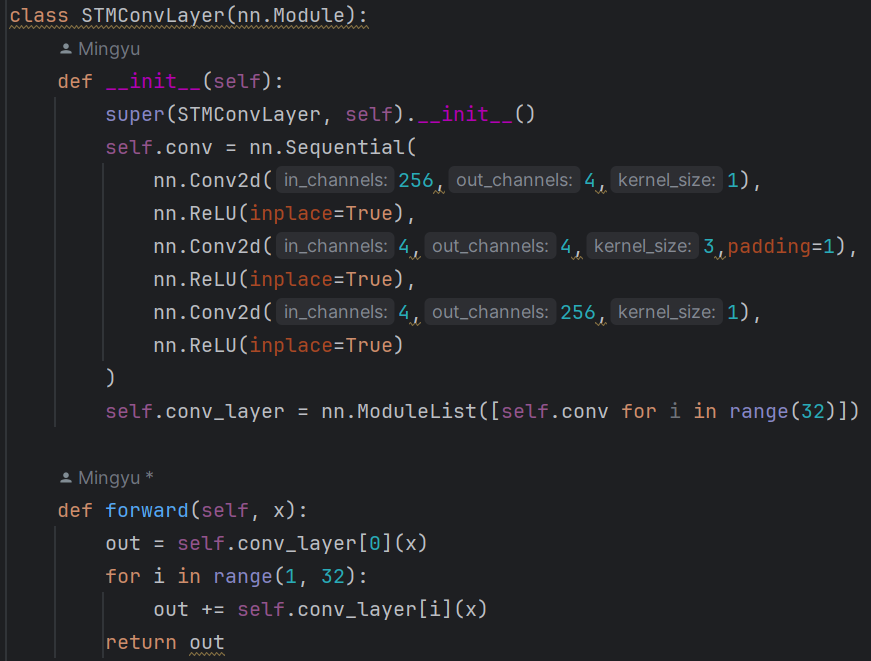 class STMConvLayer(nn.Module):
Mingyu
def __init__(self):
super(STMConvLayer, self).__init__()
self.conv = nn.Sequential(
nn.Conv2d( in_channels: 256, out_channels: 4, kernel_size: 1),
nn.ReLU(inplace=True),
nn.Conv2d( in_channels: 4, out_channels: 4, kernel_size: 3,padding=1),
nn.ReLU(inplace=True),
nn.Conv2d( in_channels: 4, out_channels: 256, kernel_size: 1),
nn.ReLU(inplace=True)
)
self.conv_layer = nn.ModuleList([self.conv for i in range(32)])
Mingyu *
def forward(self, x):
out = self.conv_layer[0](x)
for i in range(1, 32):
out += self.conv_layer[i](x)
return out